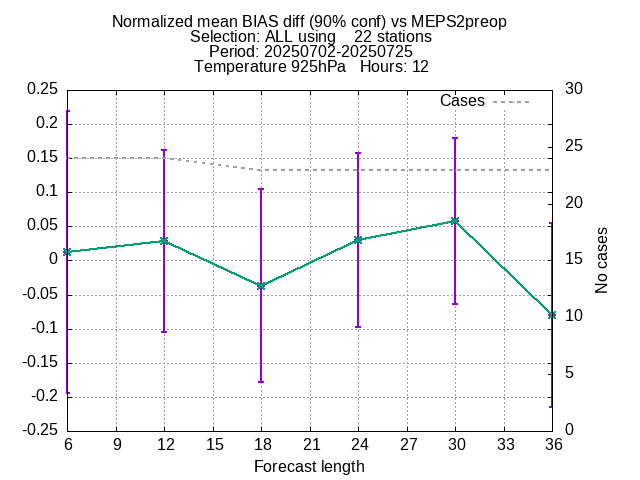 Normalized mean BIAS diff (90% conf) vs MEPS2preop
Selection: ALL using    22 stations
Period: 20250702-20250725
Temperature 925hPa   Hours: 12
Cases
0.25
0.2
0.15
0.1
0.05
0
-0.05
-0.1
-0.15
-0.2
-0.25
30
25
20
15
10
5
0
No cases
6 9 12 15 18 21 24 27 30 33 36
Forecast length